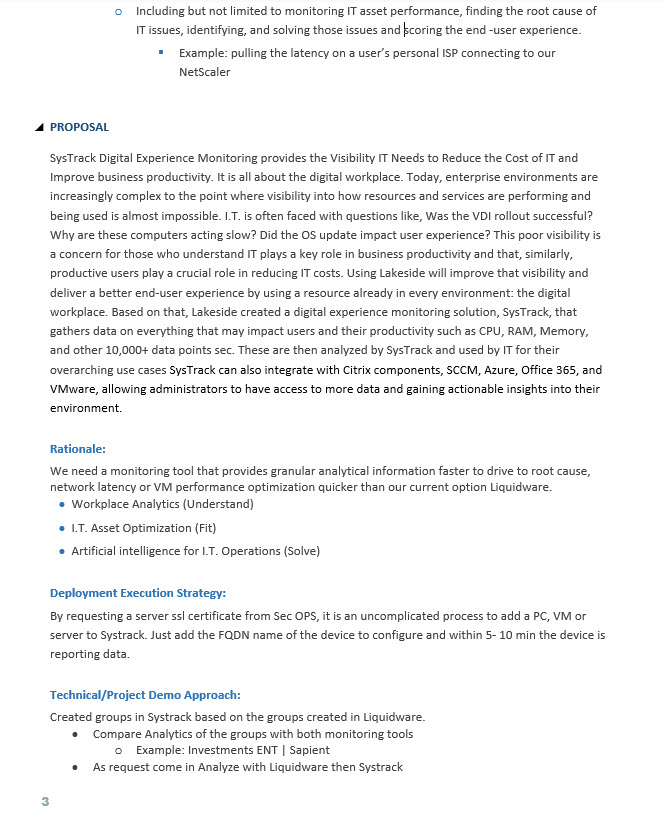 o Including but not limited to monitoring IT asset performance, finding the root cause of
IT issues, identifying, and solving those issues and scoring the end -user experience.
▪ Example: pulling the latency on a user's personal ISP connecting to our
NetScaler
PROPOSAL
SysTrack Digital Experience Monitoring provides the Visibility IT Needs to Reduce the Cost of IT and
Improve business productivity. It is all about the digital workplace. Today, enterprise environments are
increasingly complex to the point where visibility into how resources and services are performing and
being used is almost impossible. I.T. is often faced with questions like, Was the VDI rollout successful?
Why are these computers acting slow? Did the OS update impact user experience? This poor visibility is
a concern for those who understand IT plays a key role in business productivity and that, similarly,
productive users play a crucial role in reducing IT costs. Using Lakeside will improve that visibility and
deliver a better end-user experience by using a resource already in every environment: the digital
workplace. Based on that, Lakeside created a digital experience monitoring solution, SysTrack, that
gathers data on everything that may impact users and their productivity such as CPU, RAM, Memory,
and other 10,000+ data points sec. These are then analyzed by SysTrack and used by IT for their
overarching use cases SysTrack can also integrate with Citrix components, SCCM, Azure, Office 365, and
VMware, allowing administrators to have access to more data and gaining actionable insights into their
environment.
Rationale:
We need a monitoring tool that provides granular analytical information faster to drive to root cause,
network latency or VM performance optimization quicker than our current option Liquidware.
• Workplace Analytics (Understand)
• I.T. Asset Optimization (Fit)
• Artificial intelligence for I.T. Operations (Solve)
Deployment Execution Strategy:
By requesting a server ssl certificate from Sec OPS, it is an uncomplicated process to add a PC, VM or
server to Systrack. Just add the FQDN name of the device to configure and within 5- 10 min the device is
reporting data.
Technical/Project Demo Approach:
Created groups in Systrack based on the groups created in Liquidware.
• Compare Analytics of the groups with both monitoring tools
o Example: Investments ENT | Sapient
• As request come in Analyze with Liquidware then Systrack
3